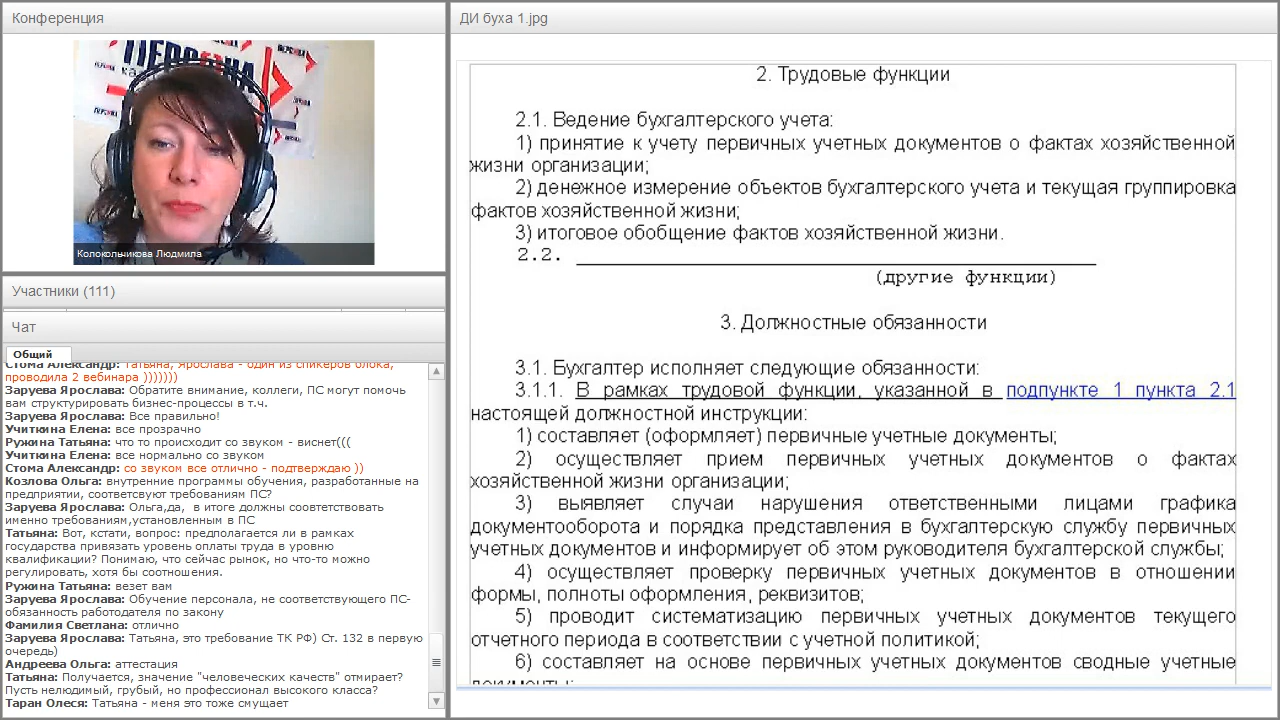 Конференция
ПЕРСОНА
Колокольчикова Людмила
Участники (111)
Чат
Общий
Стома Александр: Татьяна, Ярослава - один из спикеров блока,
проводила 2 вебинара )))))))
Заруева Ярослава: Обратите внимание, коллеги, ПС могут помочь
вам структурировать бизнес-процессы в т.ч.
Заруева Ярослава: Все правильно!
Учиткина Елена: все прозрачно
Ружина Татьяна: что то происходит со звуком - виснет(((
Учиткина Елена: все нормально со звуком
Стома Александр: со звуком все отлично - подтверждаю ))
Козлова Ольга: внутренние программы обучения, разработанные на
предприятии, соответсвуют требованиям ПС?
Заруева Ярослава: Ольга,да, в итоге должны соовтетствовать
именно требованиям,установленным в ПС
Татьяна: Вот, кстати, вопрос: предполагается ли в рамках
государства привязать уровень оплаты труда в уровню
квалификации? Понимаю, что сейчас рынок, но что-то можно
регулировать, хотя бы соотношения.
Ружина Татьяна: везет вам
Заруева Ярослава: Обучение персонала, не соответствующего ПС-
обязанность работодателя по закону
Фамилия Светлана: отлично
Заруева Ярослава: Татьяна, это требование ТК РФ) Ст. 132 в первую
очередь)
Андреева Ольга: аттестация
Татьяна: Получается, значение "человеческих качеств" отмирает?
Пусть нелюдимый, грубый, но профессионал высокого класса?
Таран Олеся: Татьяна - меня это тоже смущает
ДИ буха 1.jpg
2. Трудовые функции
2.1. Ведение бухгалтерского учета:
1) принятие к учету первичных учетных документов о фактах хозяйственной
жизни организации;
2) денежное измерение объектов бухгалтерского учета и текущая группировка
фактов хозяйственной жизни;
3) итоговое обобщение фактов хозяйственной жизни.
2.2. ____________________
(другие функции)
3. Должностные обязанности
3.1. Бухгалтер исполняет следующие обязанности:
3.1.1. В рамках трудовой функции, указанной в подпункте 1 пункта 2.1
настоящей должностной инструкции:
1) составляет (оформляет) первичные учетные документы;
2) осуществляет прием первичных учетных документов о фактах
хозяйственной жизни организации;
3) выявляет случаи нарушения ответственными лицами графика
документооборота и порядка представления в бухгалтерскую службу первичных
учетных документов и информирует об этом руководителя бухгалтерской службы;
4) осуществляет проверку первичных учетных документов в отношении
формы, полноты оформления, реквизитов;
5) проводит систематизацию первичных учетных документов текущего
отчетного периода в соответствии с учетной политикой;
6) составляет на основе первичных учетных документов сводные учетные
документы;